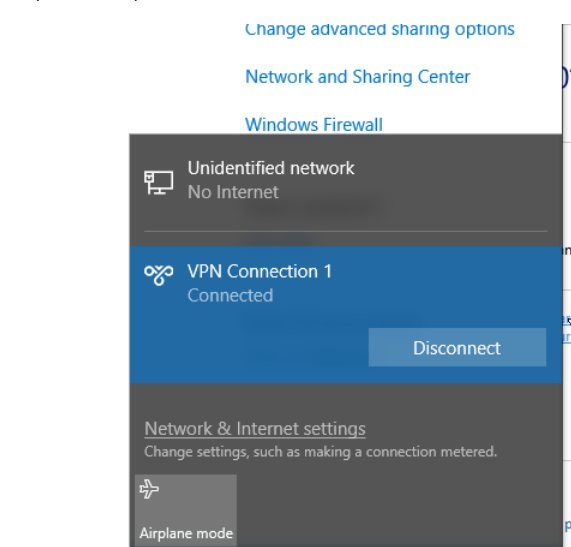 Change advanced sharing options
Network and Sharing Center
Windows Firewall
Unidentified network
No Internet
VPN Connection 1
Connected
Disconnect
Network & Internet settings
Change settings, such as making a connection metered.
Airplane mode